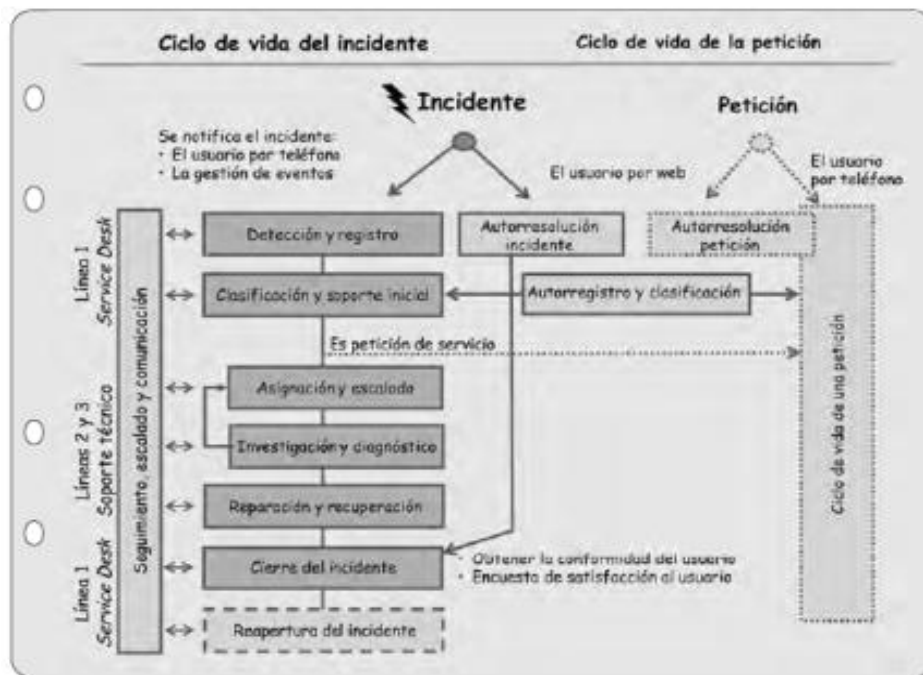 Ciclo de vida del incidente
Ciclo de vida de la petición
Incidente
Petición
Se notifica el incidente:
• El usuario por teléfono
• La gestión de eventos
El usuario por web
El usuario
por teléfono
Línea 1
Service Desk
Líneas 2 y 3
Soporte técnico
Línea 1
Service Desk
Seguimiento, escalado y comunicación
Detección y registro
Autorresolución
incidente
Autorresolución
petición
Clasificación y soporte inicial
Autorregistro y clasificación
Es petición de servicio
Asignación y escalado
Investigación y diagnóstico
Reparación y recuperación
Cierre del incidente
• Obtener la conformidad del usuario
• Encuesta de satisfacción al usuario
Reapertura del incidente
Ciclo de vida de una petición